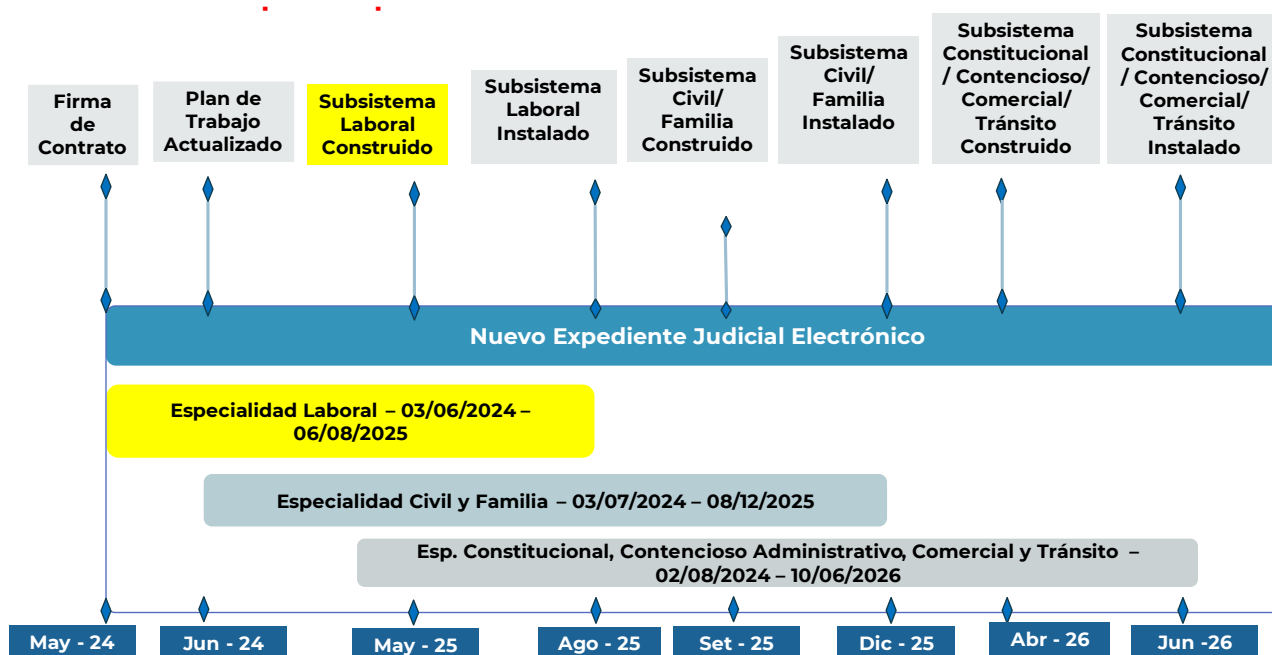 Firma
de
Contrato
Plan de
Trabajo
Actualizado
Subsistema
Laboral
Construido
Subsistema
Laboral
Instalado
Subsistema
Civil/
Familia
Construido
Subsistema
Civil/
Familia
Instalado
Subsistema
Constitucional
/ Contencioso/
Comercial/
Tránsito
Construido
Subsistema
Constitucional
/ Contencioso/
Comercial/
Tránsito
Instalado
Nuevo Expediente Judicial Electrónico
Especialidad Laboral – 03/06/2024 –
06/08/2025
Especialidad Civil y Familia – 03/07/2024 – 08/12/2025
Esp. Constitucional, Contencioso Administrativo, Comercial y Tránsito –
02/08/2024 – 10/06/2026
May - 24
Jun - 24
May - 25
Ago - 25
Set - 25
Dic - 25
Abr - 26
Jun -26